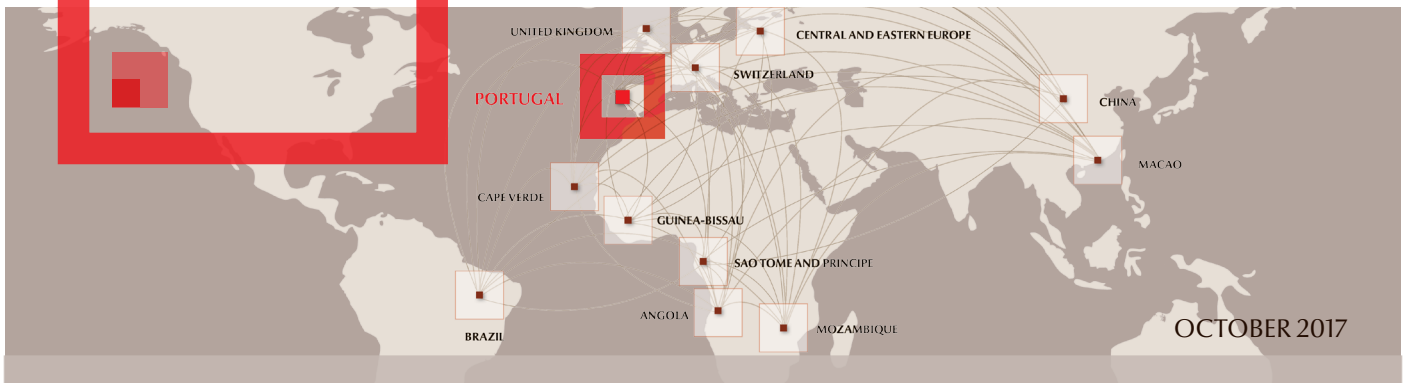 UNITED KINGDOM
CENTRAL AND EASTERN EUROPE
SWITZERLAND
PORTUGAL
CHINA
MACAO
CAPE VERDE
GUINEA-BISSAU
SAO TOME AND PRINCIPE
ANGOLA
MOZAMBIQUE
BRAZIL
OCTOBER 2017